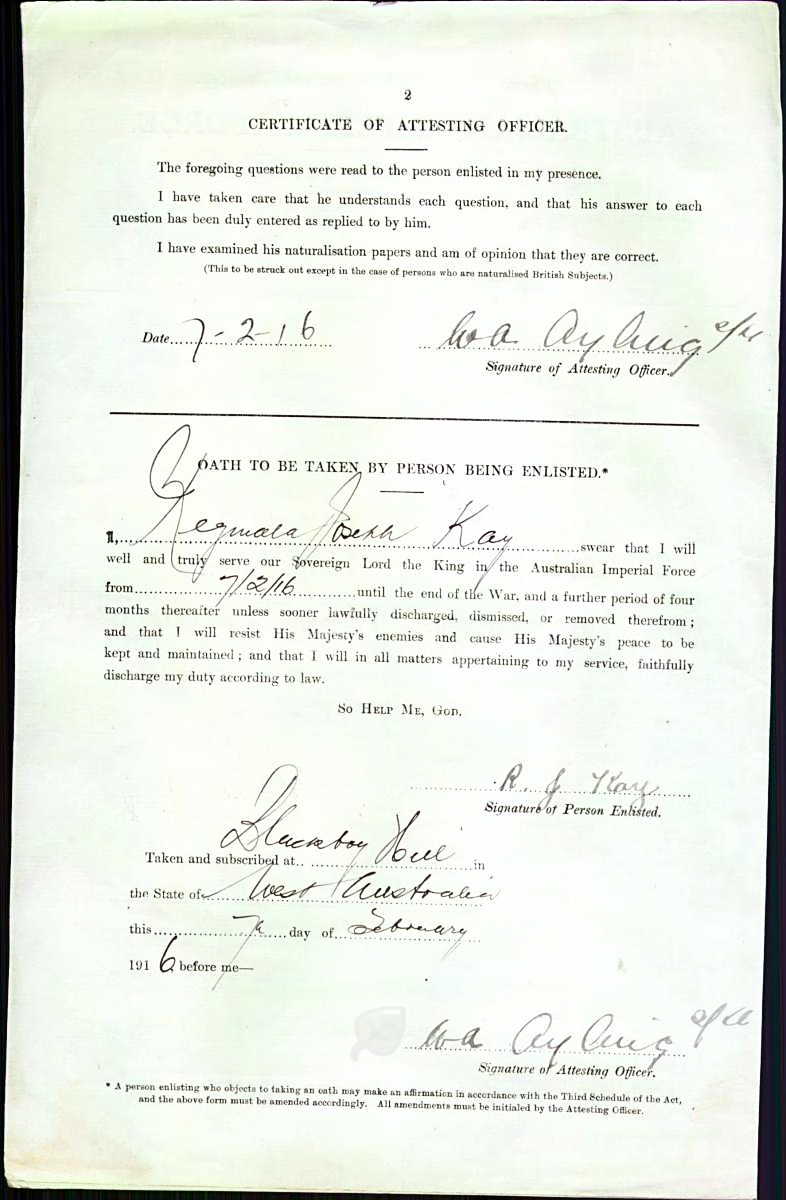 2
CERTIFICATE OF ATTESTING OFFICER.
The foregoing questions were read to the person enlisted in my presence.
I have taken care that he understands each question, and that his answer to each
question has been duly entered as replied to by him.
I have examined his naturalisation papers and am of opinion that they are correct.
(This to be struck out except in the case of persons who are naturalised British Subjects.)
Date 7-2-16
Signature of Attesting Officer.
OATH TO BE TAKEN BY PERSON BEING ENLISTED.*
I, Reginald Joseph Kay swear that I will
well and truly serve our Sovereign Lord the King in the Australian Imperial Force
from 7/2/16 until the end of the War, and a further period of four
months thereafter unless sooner lawfully discharged, dismissed, or removed therefrom;
and that I will resist His Majesty's enemies and cause His Majesty's peace to be
kept and maintained; and that I will in all matters appertaining to my service, faithfully
discharge my duty according to law.
So Help Me, God.
R. J Kay
Signature of Person Enlisted.
Taken and subscribed at Blackboy Hill in
the State of West Australia
this 7th day of February
1916 before me—
Signature of Attesting Officer.
* A person enlisting who objects to taking an oath may make an affirmation in accordance with the Third Schedule of the Act,
and the above form must be amended accordingly. All amendments must be initialed by the Attesting Officer.